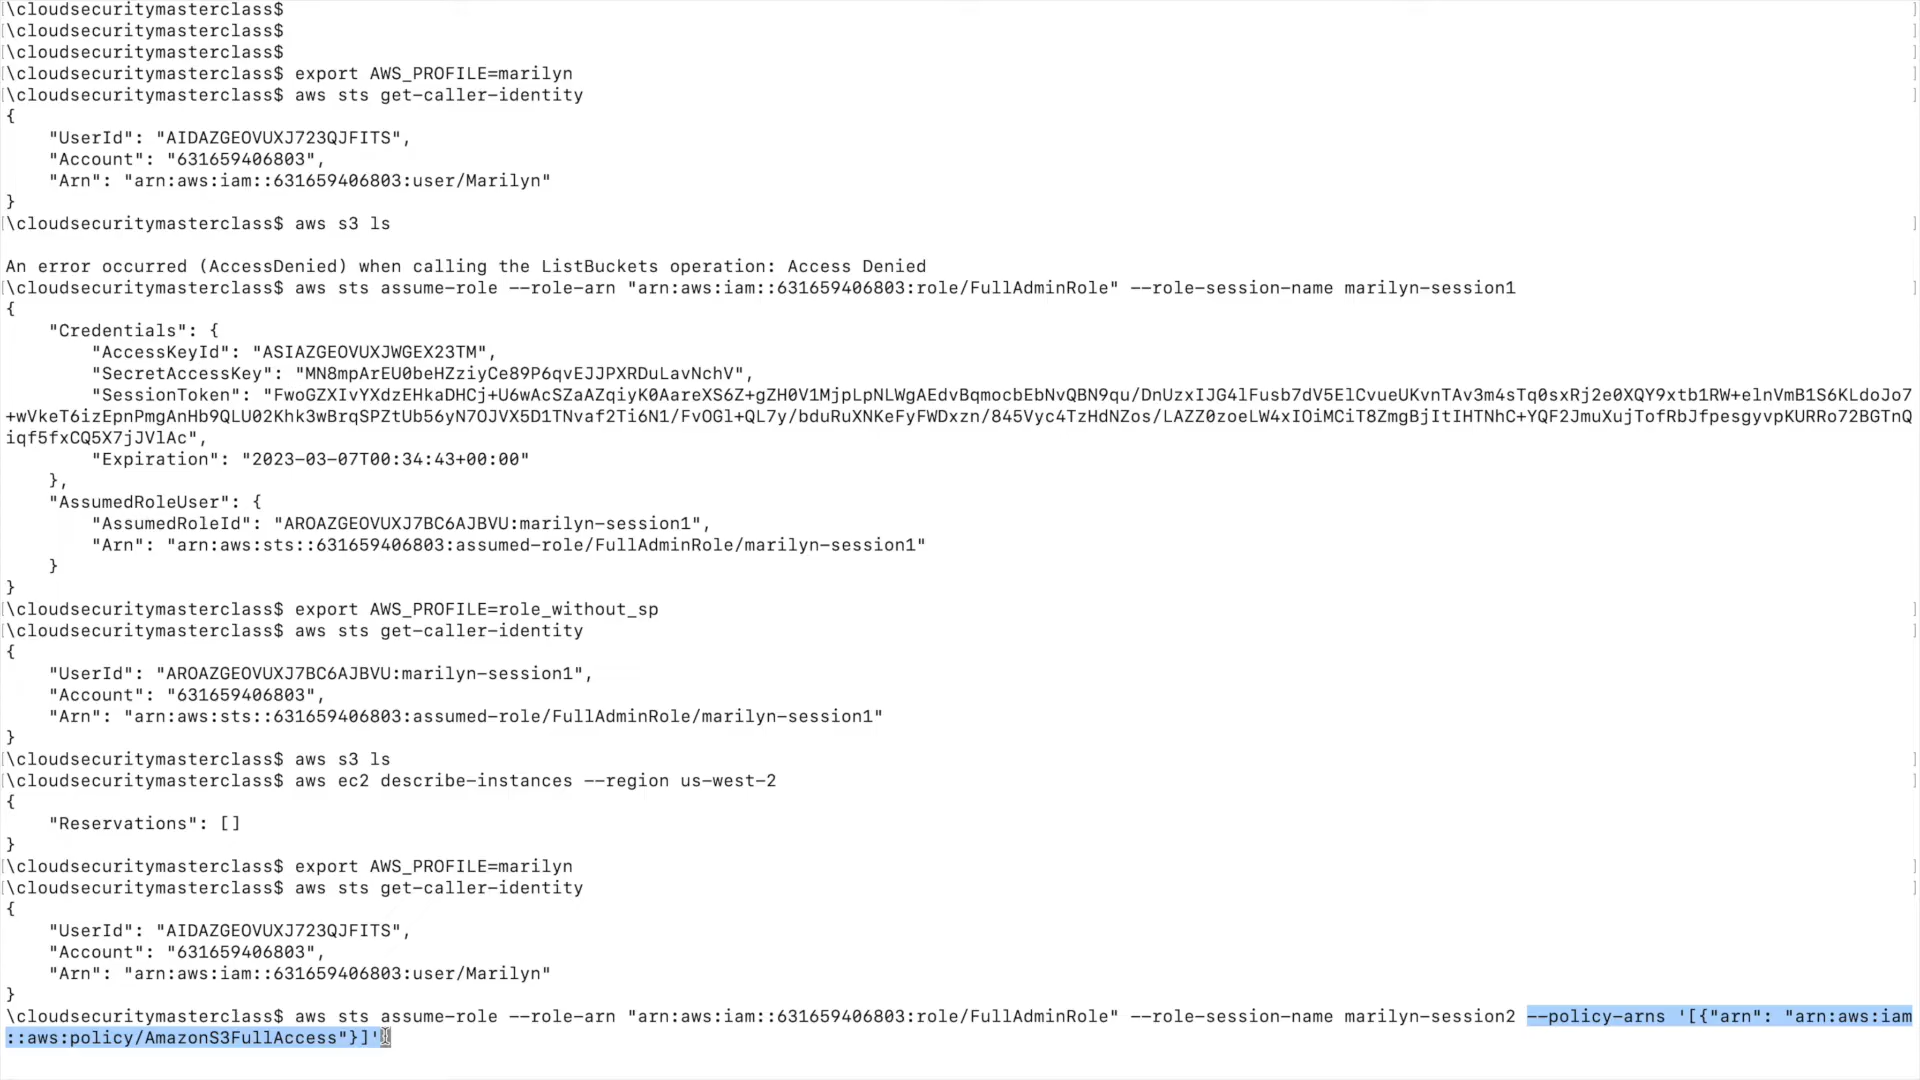 \cloudsecuritymasterclass$
\cloudsecuritymasterclass$
\cloudsecuritymasterclass$
\cloudsecuritymasterclass$ export AWS_PROFILE=marilyn
\cloudsecuritymasterclass$ aws sts get-caller-identity
{
    "UserId": "AIDAZGEOVUXJ723QJFITS",
    "Account": "631659406803",
    "Arn": "arn:aws:iam::631659406803:user/Marilyn"
}
\cloudsecuritymasterclass$ aws s3 ls

An error occurred (AccessDenied) when calling the ListBuckets operation: Access Denied
\cloudsecuritymasterclass$ aws sts assume-role --role-arn "arn:aws:iam::631659406803:role/FullAdminRole" --role-session-name marilyn-session1
{
    "Credentials": {
        "AccessKeyId": "ASIAZGEOVUXJWGEX23TM",
        "SecretAccessKey": "MN8mpArEU0beHZziyCe89P6qvEJJPXRDuLavNchV",
        "SessionToken": "FwoGZXIvYXdzEHkaDHCj+U6wAcSZaAZqiyK0AareXS6Z+gZH0V1MjpLpNLWgAEdvBqmocbEbNvQBN9qu/DnUzxIJG4lFusb7dV5ElCvueUKvnTAv3m4sTq0sxRj2e0XQY9xtb1RW+elnVmB1S6KLdoJo7
+wVkeT6izEpnPmgAnHb9QLU02Khk3wBrqSPZtUb56yN7OJVX5D1TNvaf2Ti6N1/FvOGl+QL7y/bduRuXNKeFyFWDxzn/845Vyc4TzHdNZos/LAZZ0zoeLW4xIOiMCiT8ZmgBjItIHTNhC+YQF2JmuXujTofRbJfpesgyvpKURRo72BGTnQ
iqf5fxCQ5X7jJVlAc",
        "Expiration": "2023-03-07T00:34:43+00:00"
    },
    "AssumedRoleUser": {
        "AssumedRoleId": "AROAZGEOVUXJ7BC6AJBVU:marilyn-session1",
        "Arn": "arn:aws:sts::631659406803:assumed-role/FullAdminRole/marilyn-session1"
    }
}
\cloudsecuritymasterclass$ export AWS_PROFILE=role_without_sp
\cloudsecuritymasterclass$ aws sts get-caller-identity
{
    "UserId": "AROAZGEOVUXJ7BC6AJBVU:marilyn-session1",
    "Account": "631659406803",
    "Arn": "arn:aws:sts::631659406803:assumed-role/FullAdminRole/marilyn-session1"
}
\cloudsecuritymasterclass$ aws s3 ls
\cloudsecuritymasterclass$ aws ec2 describe-instances --region us-west-2
{
    "Reservations": []
}
\cloudsecuritymasterclass$ export AWS_PROFILE=marilyn
\cloudsecuritymasterclass$ aws sts get-caller-identity
{
    "UserId": "AIDAZGEOVUXJ723QJFITS",
    "Account": "631659406803",
    "Arn": "arn:aws:iam::631659406803:user/Marilyn"
}
\cloudsecuritymasterclass$ aws sts assume-role --role-arn "arn:aws:iam::631659406803:role/FullAdminRole" --role-session-name marilyn-session2 --policy-arns '[{"arn": "arn:aws:iam
::aws:policy/AmazonS3FullAccess"}]'